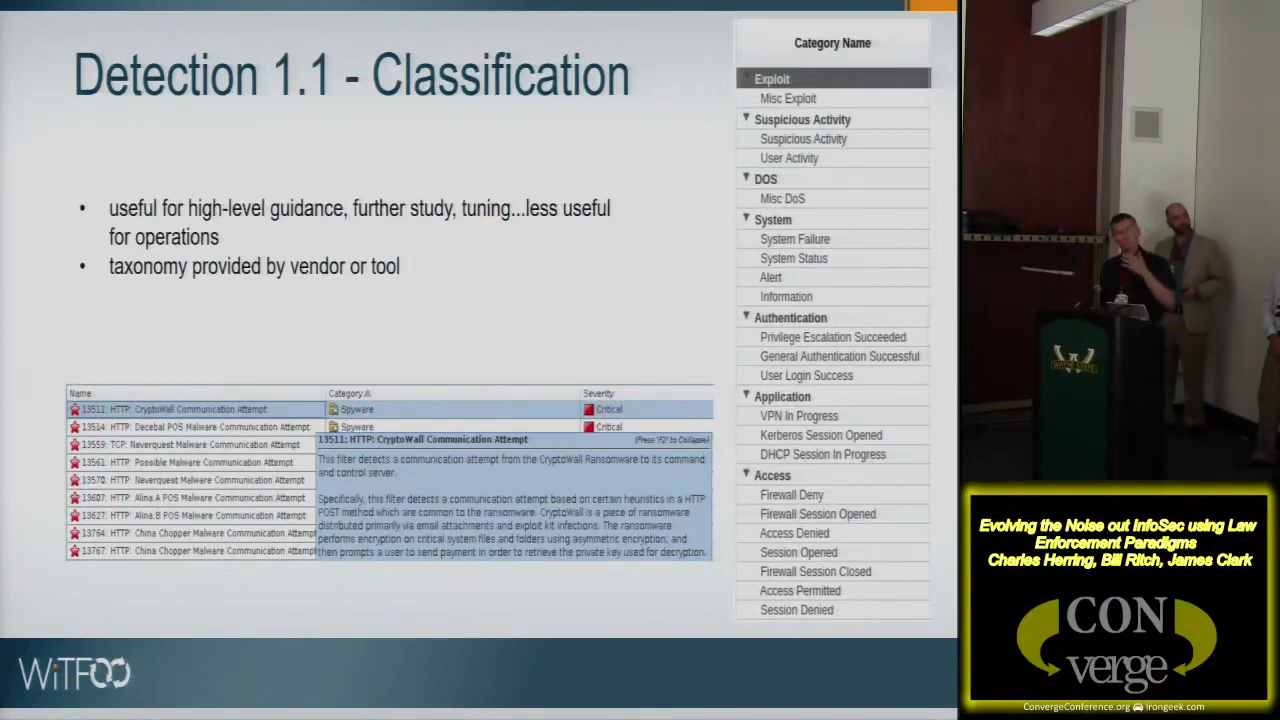 Detection 1.1 - Classification
• useful for high-level guidance, further study, tuning...less useful
for operations
• taxonomy provided by vendor or tool
Name Category Severity
13511: HTTP: CryptoWall Communication Attempt Spyware Critical
13514: HTTP: Decebal POS Malware Communication Attempt Spyware Critical
13559: TCP: Neverquest Malware Communication Attempt
13561: HTTP: Possible Malware Communication Attempt
13570: HTTP: Neverquest Malware Communication Attempt
13607: HTTP: Alina.A POS Malware Communication Attempt
13627: HTTP: Alina.B POS Malware Communication Attempt
13764: HTTP: China Chopper Malware Communication Attempt
13767: HTTP: China Chopper Malware Communication Attempt
13511: HTTP: CryptoWall Communication Attempt (Press 'F2' to Collapse)
This filter detects a communication attempt from the CryptoWall Ransomware to its command
and control server.
Specifically, this filter detects a communication attempt based on certain heuristics in a HTTP
POST method which are common to the ransomware. CryptoWall is a piece of ransomware
distributed primarily via email attachments and exploit kit infections. The ransomware
performs encryption on critical system files and folders using asymmetric encryption, and
then prompts a user to send payment in order to retrieve the private key used for decryption.
Category Name
Exploit
Misc Exploit
Suspicious Activity
Suspicious Activity
User Activity
DOS
Misc DoS
System
System Failure
System Status
Alert
Information
Authentication
Privilege Escalation Succeeded
General Authentication Successful
User Login Success
Application
VPN In Progress
Kerberos Session Opened
DHCP Session In Progress
Access
Firewall Deny
Firewall Session Opened
Access Denied
Session Opened
Firewall Session Closed
Access Permitted
Session Denied
WiTFOO
WAYNE STATE
Evolving the Noise out InfoSec using Law
Enforcement Paradigms
Charles Herring, Bill Ritch, James Clark
CON
verge
ConvergeConference.org Irongeek.com